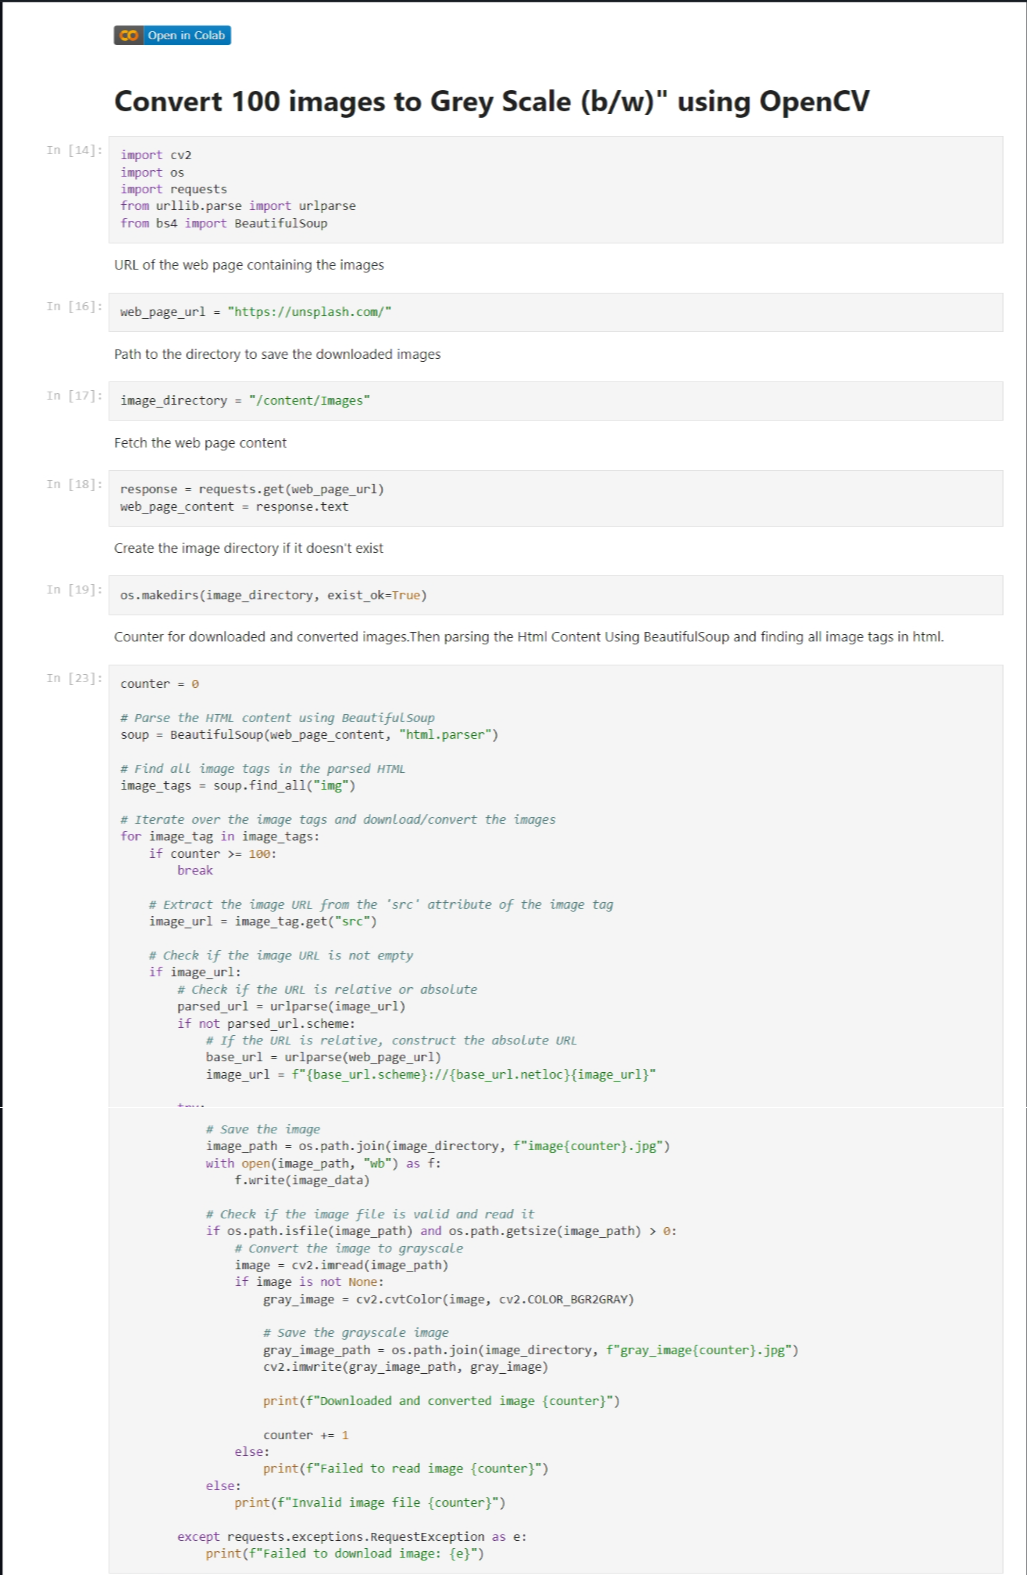 Open in Colab
Convert 100 images to Grey Scale (b/w)" using OpenCV
In [14]:
import cv2
import os
import requests
from urllib.parse import urlparse
from bs4 import BeautifulSoup
URL of the web page containing the images
In [16]:
web_page_url = "https://unsplash.com/"
Path to the directory to save the downloaded images
In [17]:
image_directory = "/content/Images"
Fetch the web page content
In [18]:
response = requests.get(web_page_url)
web_page_content = response.text
Create the image directory if it doesn't exist
In [19]:
os.makedirs(image_directory, exist_ok=True)
Counter for downloaded and converted images.Then parsing the Html Content Using BeautifulSoup and finding all image tags in html.
In [23]:
counter = 0
# Parse the HTML content using BeautifulSoup
soup = BeautifulSoup(web_page_content, "html.parser")
# Find all image tags in the parsed HTML
image_tags = soup.find_all("img")
# Iterate over the image tags and download/convert the images
for image_tag in image_tags:
    if counter >= 100:
        break
    # Extract the image URL from the 'src' attribute of the image tag
    image_url = image_tag.get("src")
    # Check if the image URL is not empty
    if image_url:
        # Check if the URL is relative or absolute
        parsed_url = urlparse(image_url)
        if not parsed_url.scheme:
            # If the URL is relative, construct the absolute URL
            base_url = urlparse(web_page_url)
            image_url = f"{base_url.scheme}://{base_url.netloc}{image_url}"
            # Save the image
            image_path = os.path.join(image_directory, f"image{counter}.jpg")
            with open(image_path, "wb") as f:
                f.write(image_data)
            # Check if the image file is valid and read it
            if os.path.isfile(image_path) and os.path.getsize(image_path) > 0:
                # Convert the image to grayscale
                image = cv2.imread(image_path)
                if image is not None:
                    gray_image = cv2.cvtColor(image, cv2.COLOR_BGR2GRAY)
                    # Save the grayscale image
                    gray_image_path = os.path.join(image_directory, f"gray_image{counter}.jpg")
                    cv2.imwrite(gray_image_path, gray_image)
                    print(f"Downloaded and converted image {counter}")
                    counter += 1
                else:
                    print(f"Failed to read image {counter}")
            else:
                print(f"Invalid image file {counter}")
        except requests.exceptions.RequestException as e:
            print(f"Failed to download image: {e}")